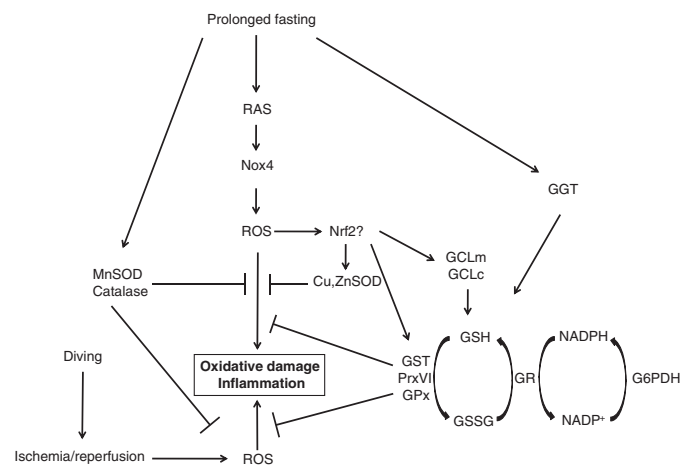 Prolonged fasting
RAS
Nox4
GGT
ROS
Nrf2?
GCLm
GCLc
MnSOD
Catalase
Cu,ZnSOD
Diving
GSH
NADPH
Oxidative damage
Inflammation
GST
PrxVI
GPx
GR
G6PDH
GSSG
NADP+
Ischemia/reperfusion
ROS